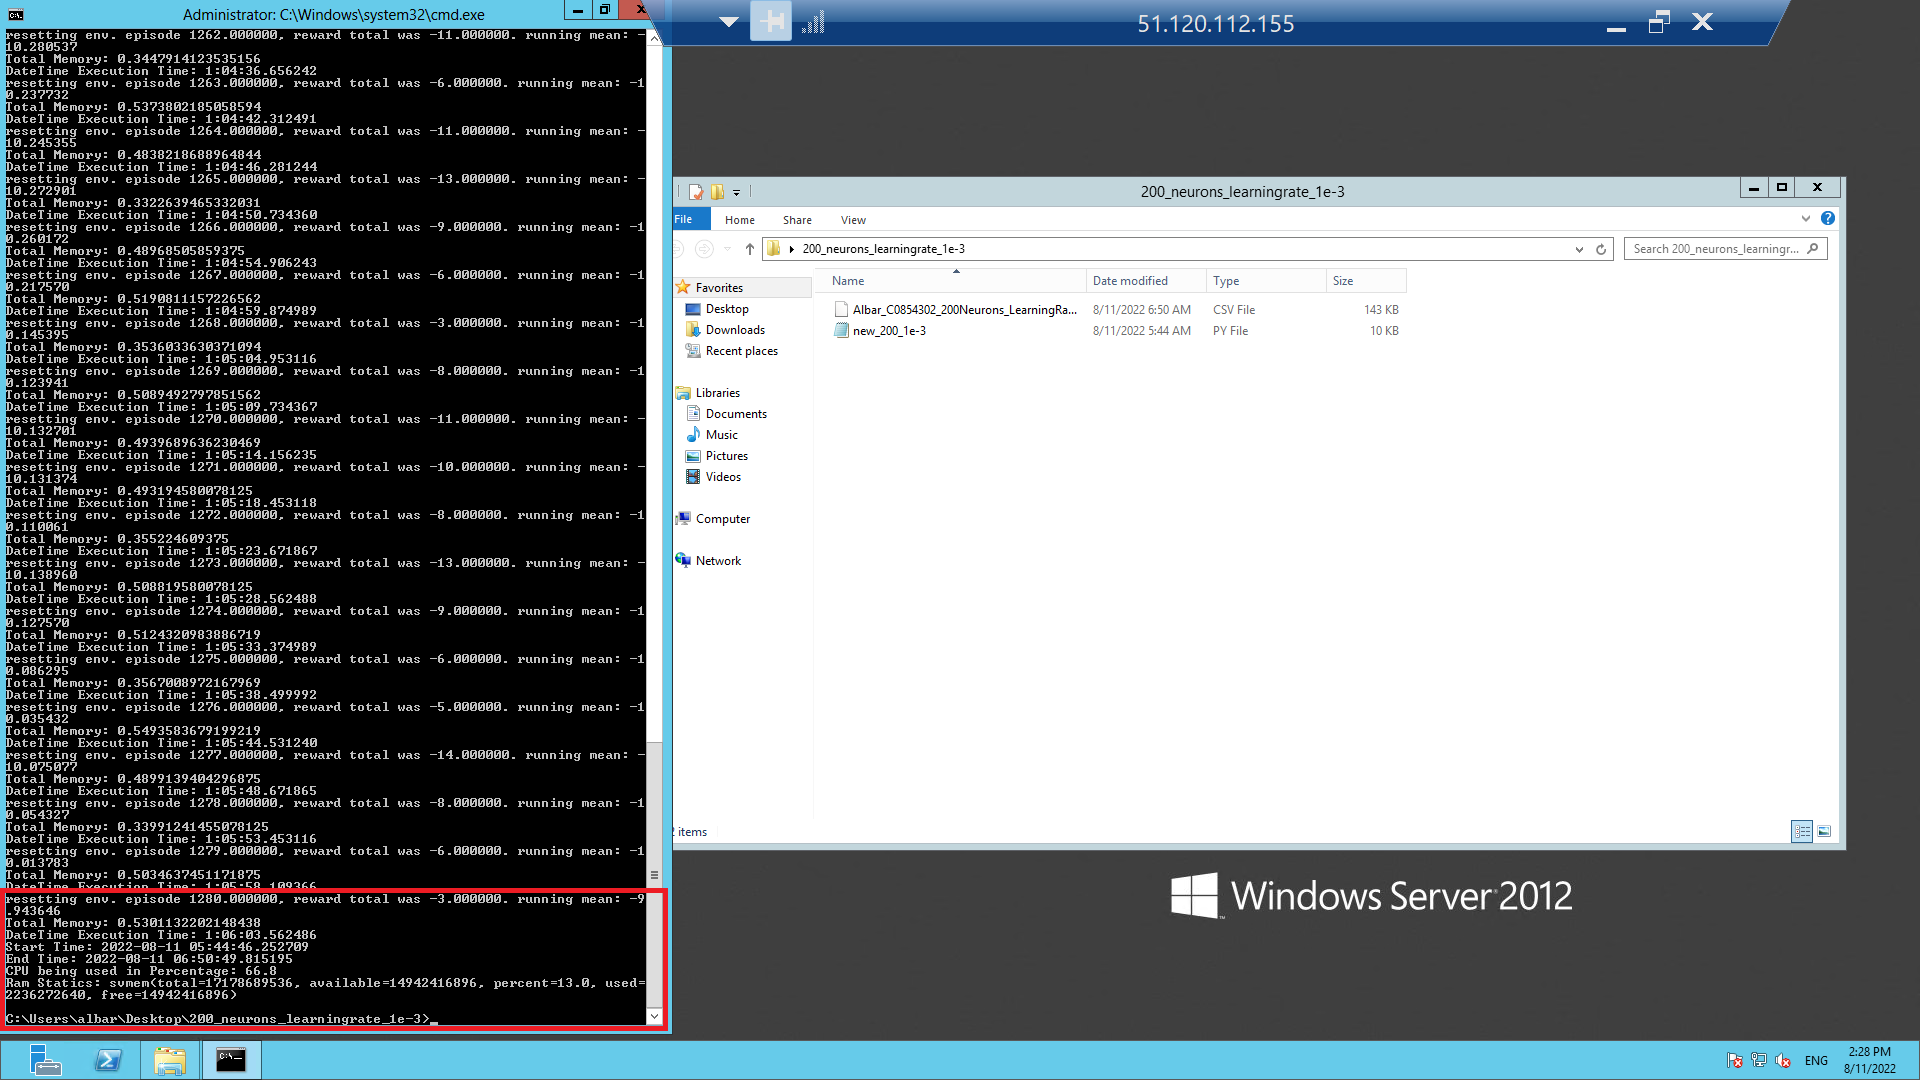 Administrator: C:\Windows\system32\cmd.exe
resetting env. episode 1262.000000, reward total was -11.000000. running mean: -
10.280537
Total Memory: 0.3447914123535156
DateTime Execution Time: 1:04:36.656242
resetting env. episode 1263.000000, reward total was -6.000000. running mean: -1
0.237732
Total Memory: 0.5373802185058594
DateTime Execution Time: 1:04:42.312491
resetting env. episode 1264.000000, reward total was -11.000000. running mean: -
10.245355
Total Memory: 0.4838218688964844
DateTime Execution Time: 1:04:46.281244
resetting env. episode 1265.000000, reward total was -13.000000. running mean: -
10.272901
Total Memory: 0.3322639465332031
DateTime Execution Time: 1:04:50.734360
resetting env. episode 1266.000000, reward total was -9.000000. running mean: -1
0.260172
Total Memory: 0.48968505859375
DateTime Execution Time: 1:04:54.906243
resetting env. episode 1267.000000, reward total was -6.000000. running mean: -1
0.217570
Total Memory: 0.5190811157226562
DateTime Execution Time: 1:04:59.874989
resetting env. episode 1268.000000, reward total was -3.000000. running mean: -1
0.145395
Total Memory: 0.3536033630371094
DateTime Execution Time: 1:05:04.953116
resetting env. episode 1269.000000, reward total was -8.000000. running mean: -1
0.123941
Total Memory: 0.5089492797851562
DateTime Execution Time: 1:05:09.734367
resetting env. episode 1270.000000, reward total was -11.000000. running mean: -
10.132701
Total Memory: 0.4939689636230469
DateTime Execution Time: 1:05:14.156235
resetting env. episode 1271.000000, reward total was -10.000000. running mean: -
10.131374
Total Memory: 0.493194580078125
DateTime Execution Time: 1:05:18.453118
resetting env. episode 1272.000000, reward total was -8.000000. running mean: -1
0.110061
Total Memory: 0.355224609375
DateTime Execution Time: 1:05:23.671867
resetting env. episode 1273.000000, reward total was -13.000000. running mean: -
10.138960
Total Memory: 0.508819580078125
DateTime Execution Time: 1:05:28.562488
resetting env. episode 1274.000000, reward total was -9.000000. running mean: -1
0.127570
Total Memory: 0.5124320983886719
DateTime Execution Time: 1:05:33.374989
resetting env. episode 1275.000000, reward total was -6.000000. running mean: -1
0.086295
Total Memory: 0.3567008972167969
DateTime Execution Time: 1:05:38.499992
resetting env. episode 1276.000000, reward total was -5.000000. running mean: -1
0.035432
Total Memory: 0.5493583679199219
DateTime Execution Time: 1:05:44.531240
resetting env. episode 1277.000000, reward total was -14.000000. running mean: -
10.075077
Total Memory: 0.4899139404296875
DateTime Execution Time: 1:05:48.671865
resetting env. episode 1278.000000, reward total was -8.000000. running mean: -1
0.054327
Total Memory: 0.33991241455078125
DateTime Execution Time: 1:05:53.453116
resetting env. episode 1279.000000, reward total was -6.000000. running mean: -1
0.013783
Total Memory: 0.5034637451171875
DateTime Execution Time: 1:05:58.109366
resetting env. episode 1280.000000, reward total was -3.000000. running mean: -9
.943646
Total Memory: 0.5301132202148438
DateTime Execution Time: 1:06:03.562486
Start Time: 2022-08-11 05:44:46.252709
End Time: 2022-08-11 06:50:49.815195
CPU being used in Percentage: 66.8
Ram Statics: svmem(total=17178689536, available=14942416896, percent=13.0, used=
2236272640, free=14942416896)
C:\Users\albar\Desktop\200_neurons_learningrate_1e-3>_
51.120.112.155
200_neurons_learningrate_1e-3
File Home Share View
200_neurons_learningrate_1e-3
Search 200_neurons_learningr...
Name Date modified Type Size
Albar_C0854302_200Neurons_LearningRa... 8/11/2022 6:50 AM CSV File 143 KB
new_200_1e-3 8/11/2022 5:44 AM PY File 10 KB
Favorites
Desktop
Downloads
Recent places
Libraries
Documents
Music
Pictures
Videos
Computer
Network
2 items
Windows Server 2012
ENG
2:28 PM
8/11/2022